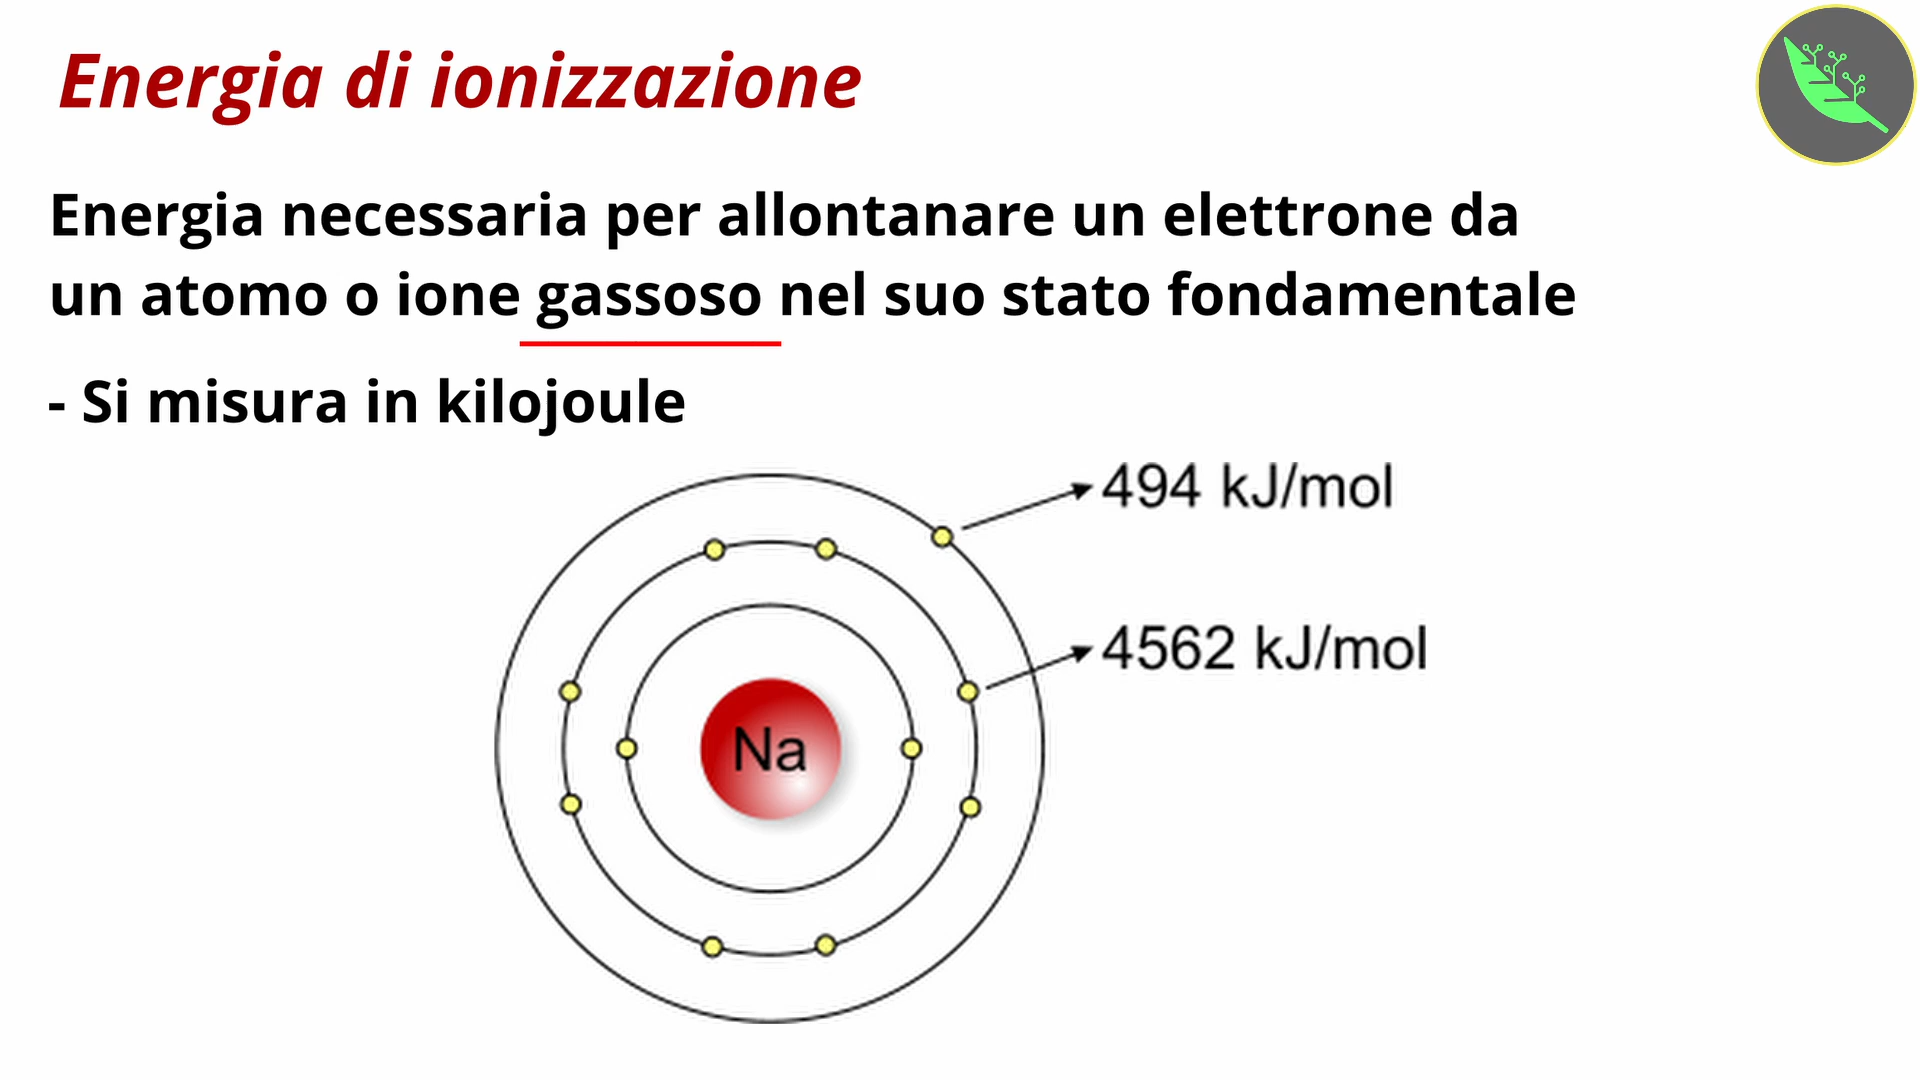 Energia di ionizzazione
Energia necessaria per allontanare un elettrone da
un atomo o ione gassoso nel suo stato fondamentale
- Si misura in kilojoule
494 kJ/mol
4562 kJ/mol
Na